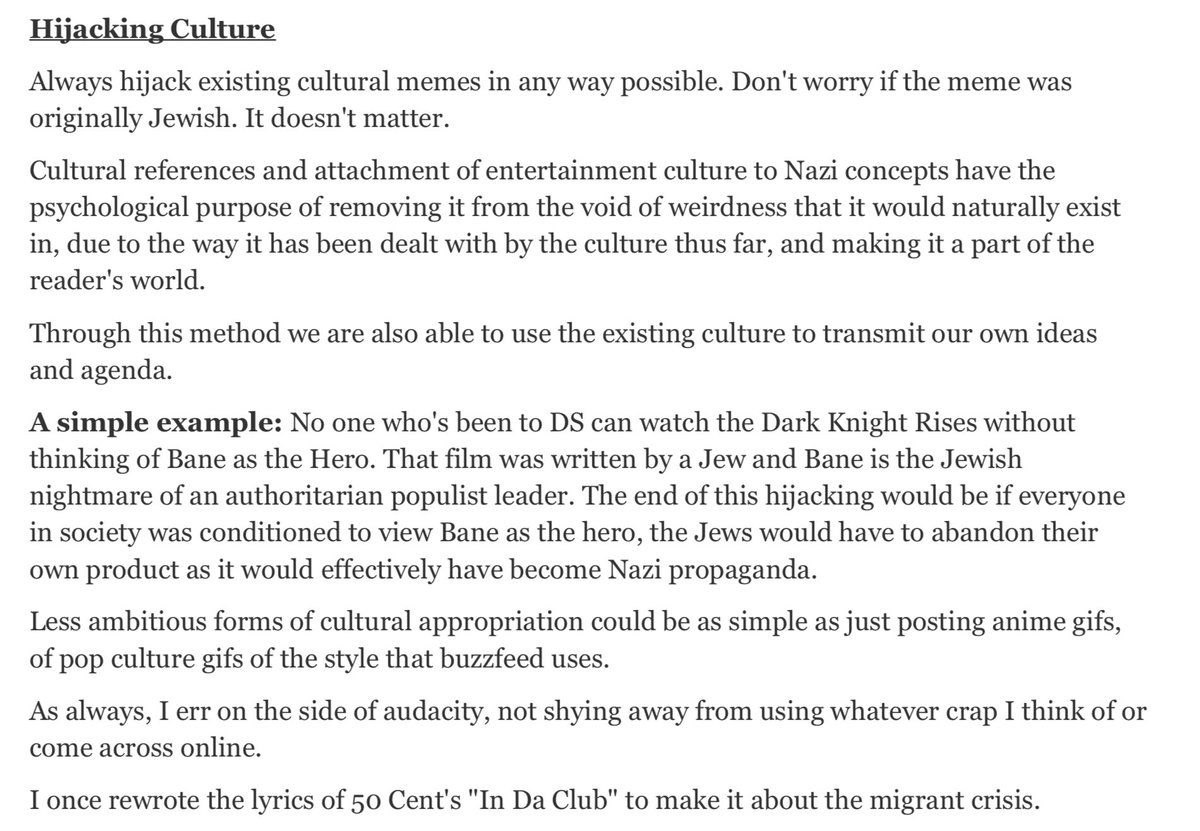 Hijacking Culture
Always hijack existing cultural memes in any way possible. Don't worry if the meme was
originally Jewish. It doesn't matter.
Cultural references and attachment of entertainment culture to Nazi concepts have the
psychological purpose of removing it from the void of weirdness that it would naturally exist
in, due to the way it has been dealt with by the culture thus far, and making it a part of the
reader's world.
Through this method we are also able to use the existing culture to transmit our own ideas
and agenda.
A simple example: No one who's been to DS can watch the Dark Knight Rises without
thinking of Bane as the Hero. That film was written by a Jew and Bane is the Jewish
nightmare of an authoritarian populist leader. The end of this hijacking would be if everyone
in society was conditioned to view Bane as the hero, the Jews would have to abandon their
own product as it would effectively have become Nazi propaganda.
Less ambitious forms of cultural appropriation could be as simple as just posting anime gifs,
of pop culture gifs of the style that buzzfeed uses.
As always, I err on the side of audacity, not shying away from using whatever crap I think of or
come across online.
I once rewrote the lyrics of 50 Cent's "In Da Club" to make it about the migrant crisis.